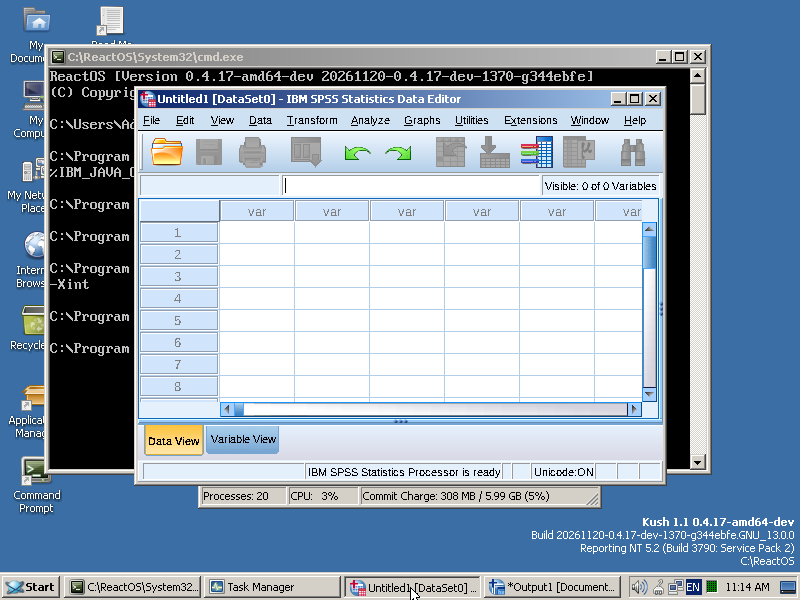 My
Docum
Read Me
C:\ReactOS\System32\cmd.exe
ReactOS [Version 0.4.17-amd64-dev 20261120-0.4.17-dev-1370-g344ebfe]
(C) Copyrig
C:\Users\Ad
C:\Program
%IBM_JAVA_O
C:\Program
C:\Program
C:\Program
-Xint
C:\Program
C:\Program
My
Compu
My Netw
Place
Intern
Brows
Recycle
Applicat
Manag
Command
Prompt
Untitled1 [DataSet0] - IBM SPSS Statistics Data Editor
File Edit View Data Transform Analyze Graphs Utilities Extensions Window Help
Visible: 0 of 0 Variables
var var var var var var
1
2
3
4
5
6
7
8
Data View Variable View
IBM SPSS Statistics Processor is ready Unicode:ON
Processes: 20 CPU: 3% Commit Charge: 308 MB / 5.99 GB (5%)
Kush 1.1 0.4.17-amd64-dev
Build 20261120-0.4.17-dev-1370-g344ebfe.GNU_13.0.0
Reporting NT 5.2 (Build 3790: Service Pack 2)
C:\ReactOS
Start C:\ReactOS\System32... Task Manager Untitled1 [DataSet0] ... *Output1 [Document... EN 11:14 AM